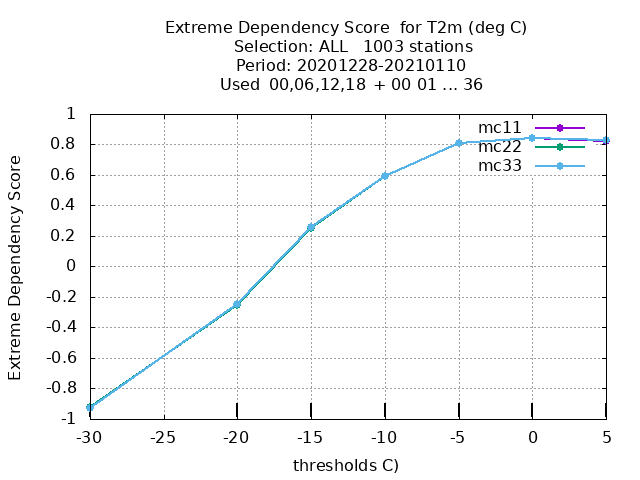 Extreme Dependency Score  for T2m (deg C)
Selection: ALL   1003 stations
Period: 20201228-20210110
Used  00,06,12,18  + 00 01 ... 36
Extreme Dependency Score
1
0.8
0.6
0.4
0.2
0
-0.2
-0.4
-0.6
-0.8
-1
mc11
mc22
mc33
-30
-25
-20
-15
-10
-5
0
5
thresholds C)